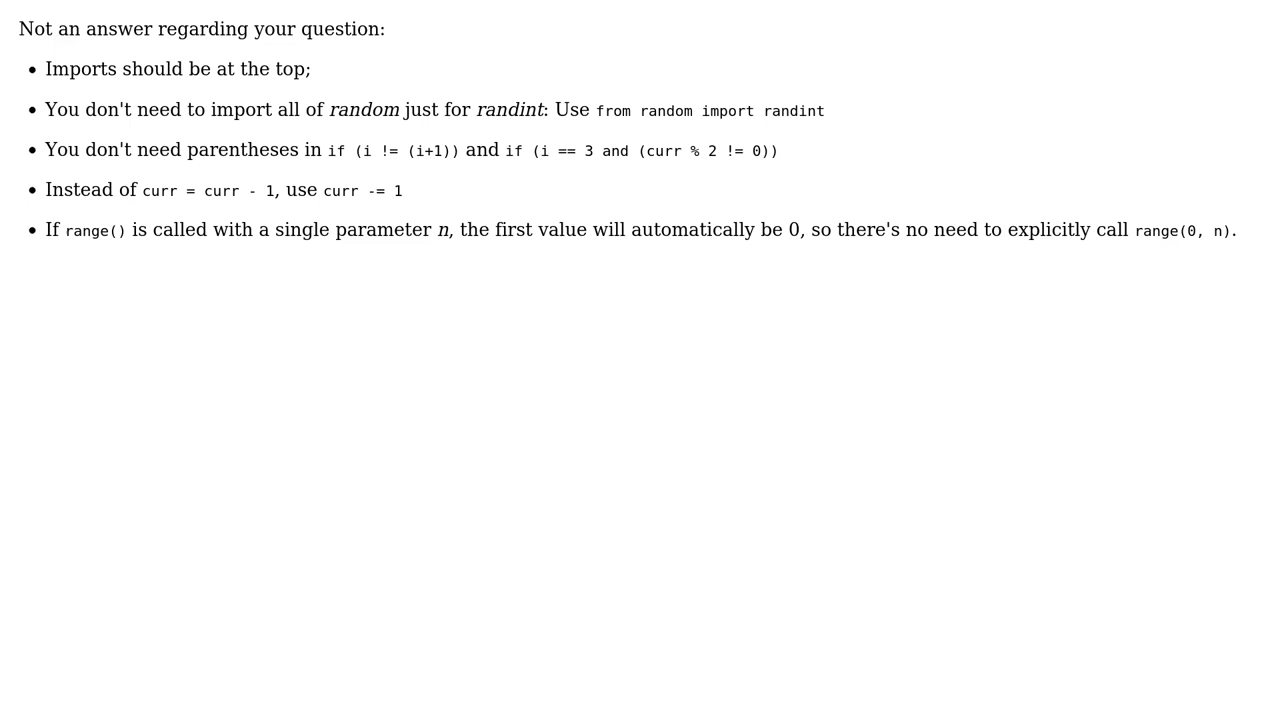 Not an answer regarding your question:
• Imports should be at the top;
• You don't need to import all of random just for randint: Use from random import randint
• You don't need parentheses in if (i != (i+1)) and if (i == 3 and (curr % 2 != 0))
• Instead of curr = curr - 1, use curr -= 1
• If range() is called with a single parameter n, the first value will automatically be 0, so there's no need to explicitly call range(0, n).